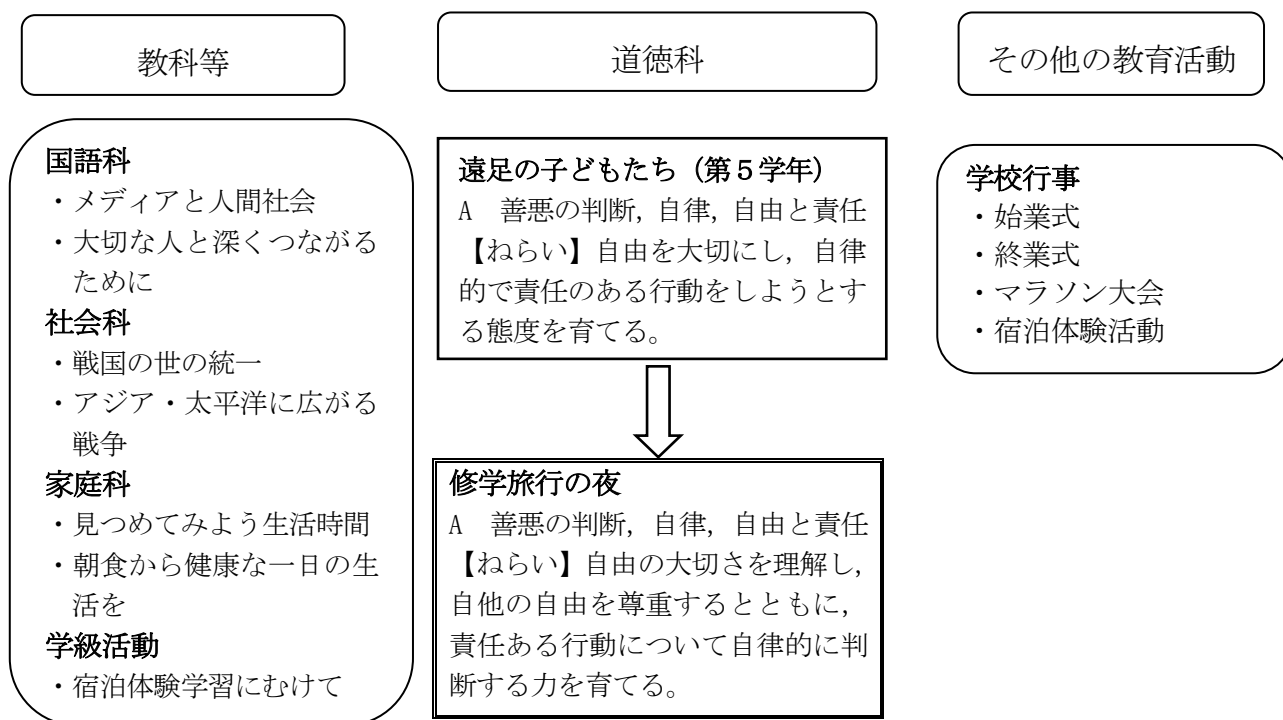 教科等
国語科
・メディアと人間社会
・大切な人と深くつながる
ために
社会科
・戦国の世の統一
・アジア・太平洋に広がる
戦争
家庭科
・見つめてみよう生活時間
・朝食から健康な一日の生
活を
学級活動
・宿泊体験学習にむけて
道徳科
遠足の子どもたち（第５学年）
A　善悪の判断，自律，自由と責任
【ねらい】自由を大切にし，自律
的で責任のある行動をしようとす
る態度を育てる。
修学旅行の夜
A　善悪の判断，自律，自由と責任
【ねらい】自由の大切さを理解し，
自他の自由を尊重するとともに，
責任ある行動について自律的に判
断する力を育てる。
その他の教育活動
学校行事
・始業式
・終業式
・マラソン大会
・宿泊体験活動